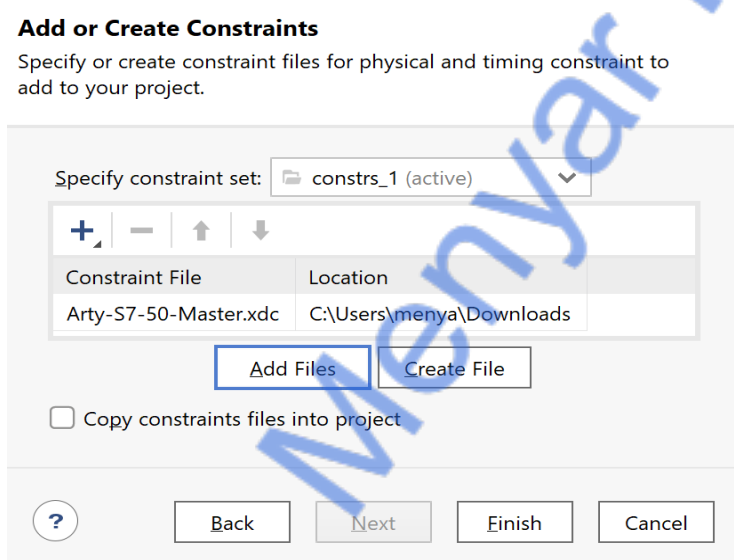 Add or Create Constraints
Specify or create constraint files for physical and timing constraint to
add to your project.
Specify constraint set: constrs_1 (active)
Constraint File Location
Arty-S7-50-Master.xdc C:\Users\menya\Downloads
Add Files Create File
Copy constraints files into project
? Back Next Finish Cancel
Menyar